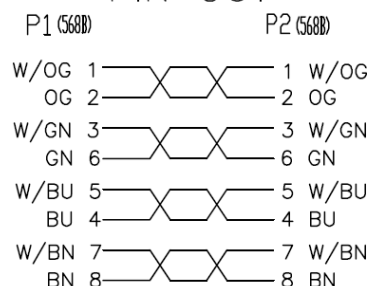 P1 (568B) P2 (568B)
W/OG 1 1 W/OG
OG 2 2 OG
W/GN 3 3 W/GN
GN 6 6 GN
W/BU 5 5 W/BU
BU 4 4 BU
W/BN 7 7 W/BN
BN 8 8 BN